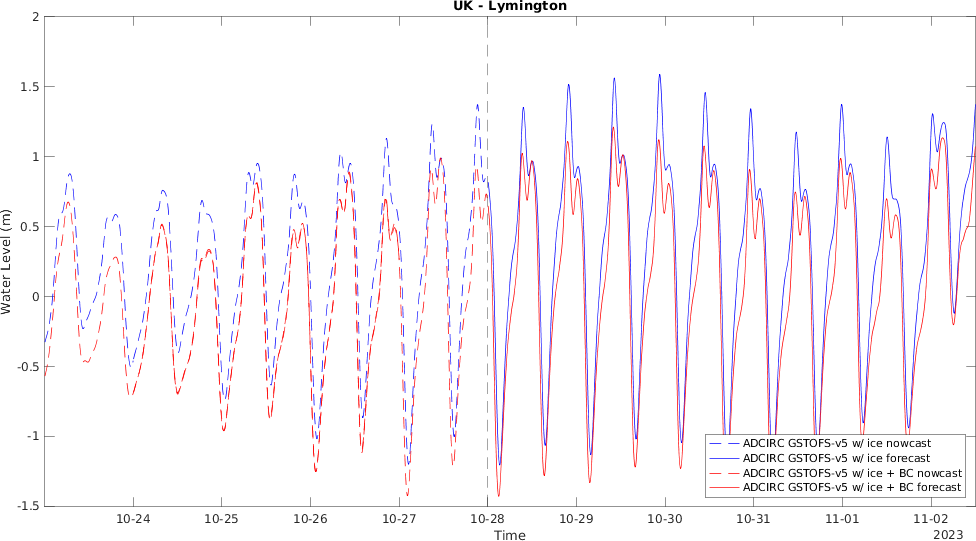 UK - Lymington
2
1.5
1
0.5
0
-0.5
-1
-1.5
Water Level (m)
ADCIRC GSTOFS-v5 w/ ice nowcast
ADCIRC GSTOFS-v5 w/ ice forecast
ADCIRC GSTOFS-v5 w/ ice + BC nowcast
ADCIRC GSTOFS-v5 w/ ice + BC forecast
10-24 10-25 10-26 10-27 10-28 10-29 10-30 10-31 11-01 11-02
Time
2023